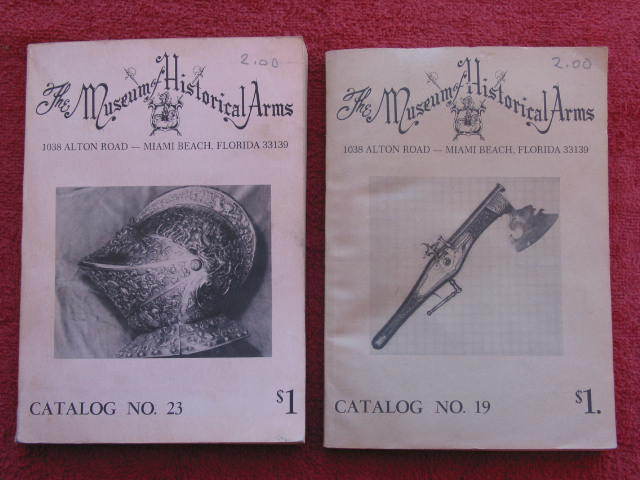 2.00
The Museum of Historical Arms
1038 ALTON ROAD — MIAMI BEACH, FLORIDA 33139
CATALOG NO. 23
$1
2.00
The Museum of Historical Arms
1038 ALTON ROAD — MIAMI BEACH, FLORIDA 33139
CATALOG NO. 19
$1.